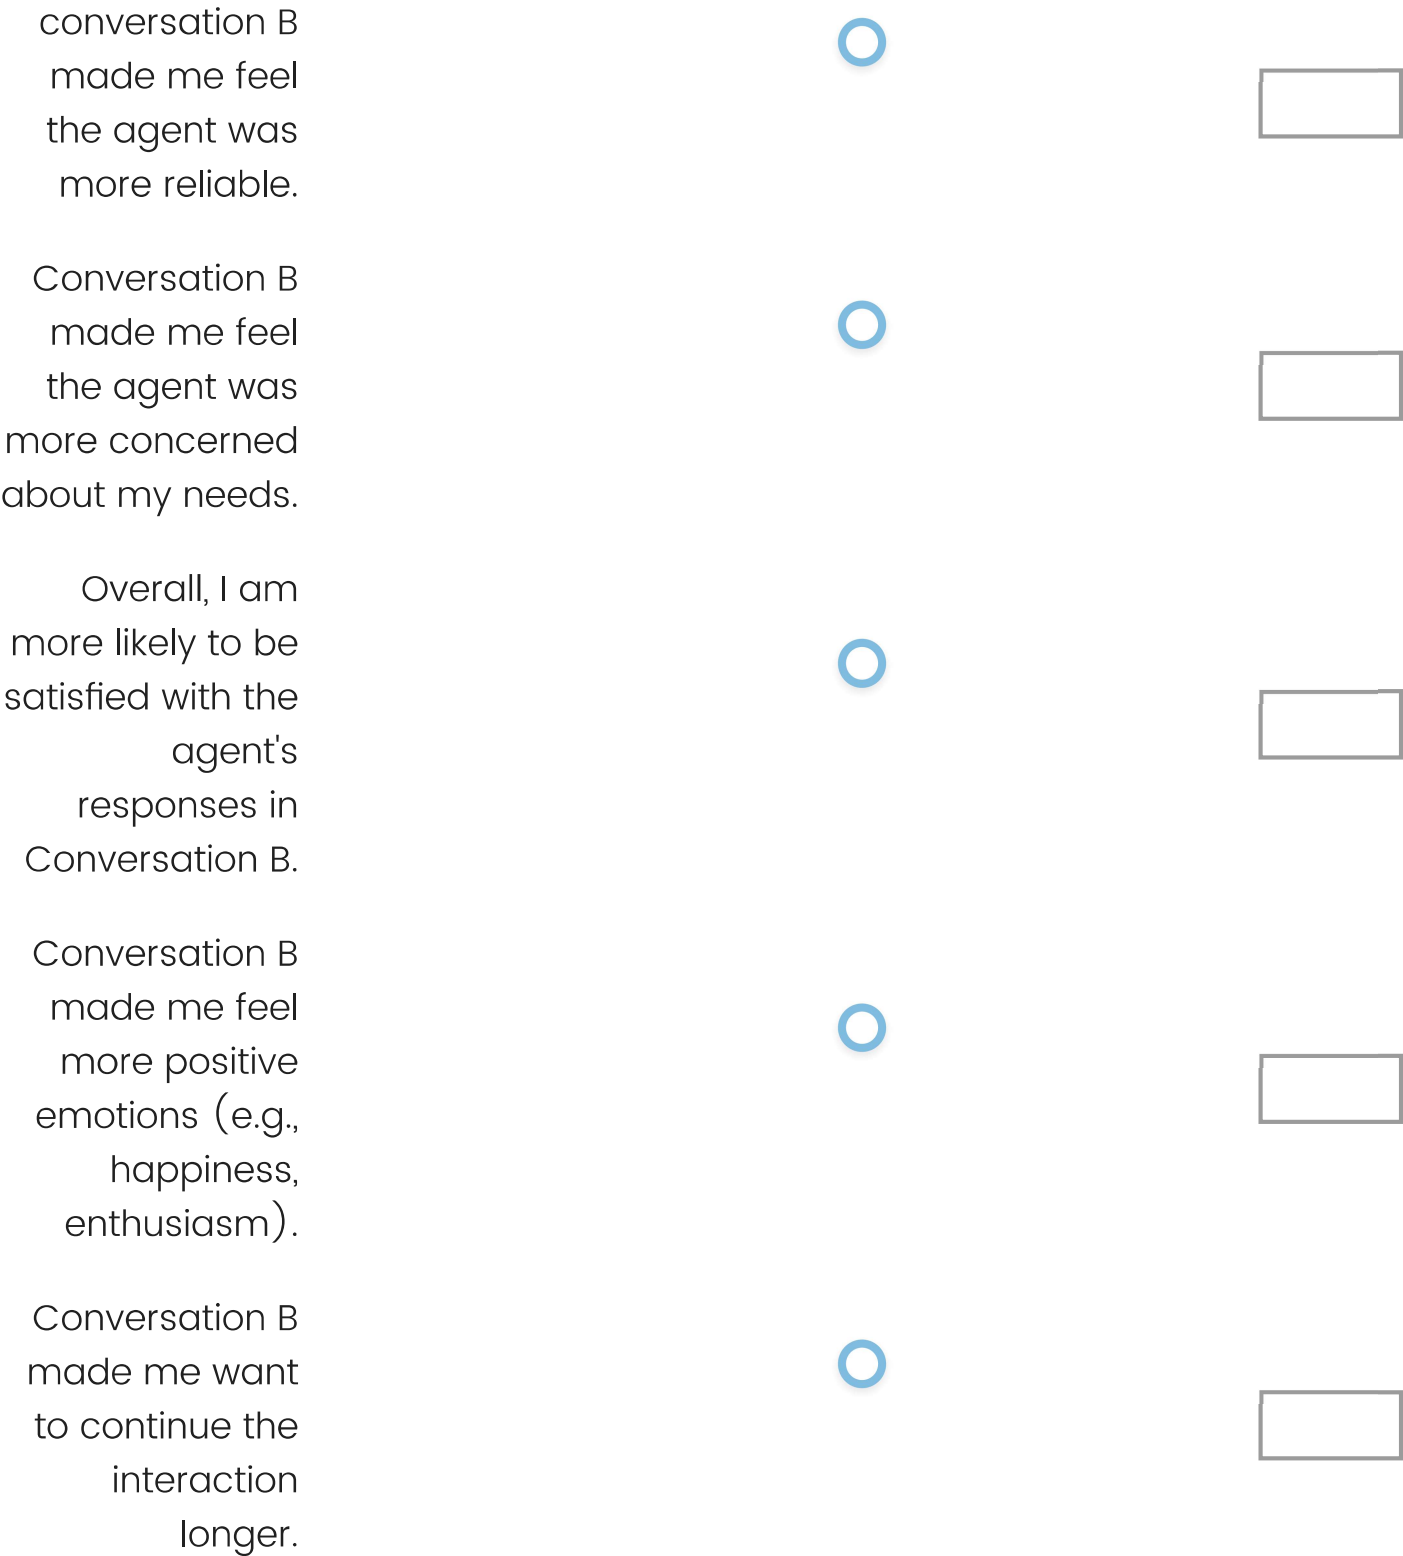 conversation B
made me feel
the agent was
more reliable.
Conversation B
made me feel
the agent was
more concerned
about my needs.
Overall, I am
more likely to be
satisfied with the
agent's
responses in
Conversation B.
Conversation B
made me feel
more positive
emotions (e.g.,
happiness,
enthusiasm).
Conversation B
made me want
to continue the
interaction
longer.